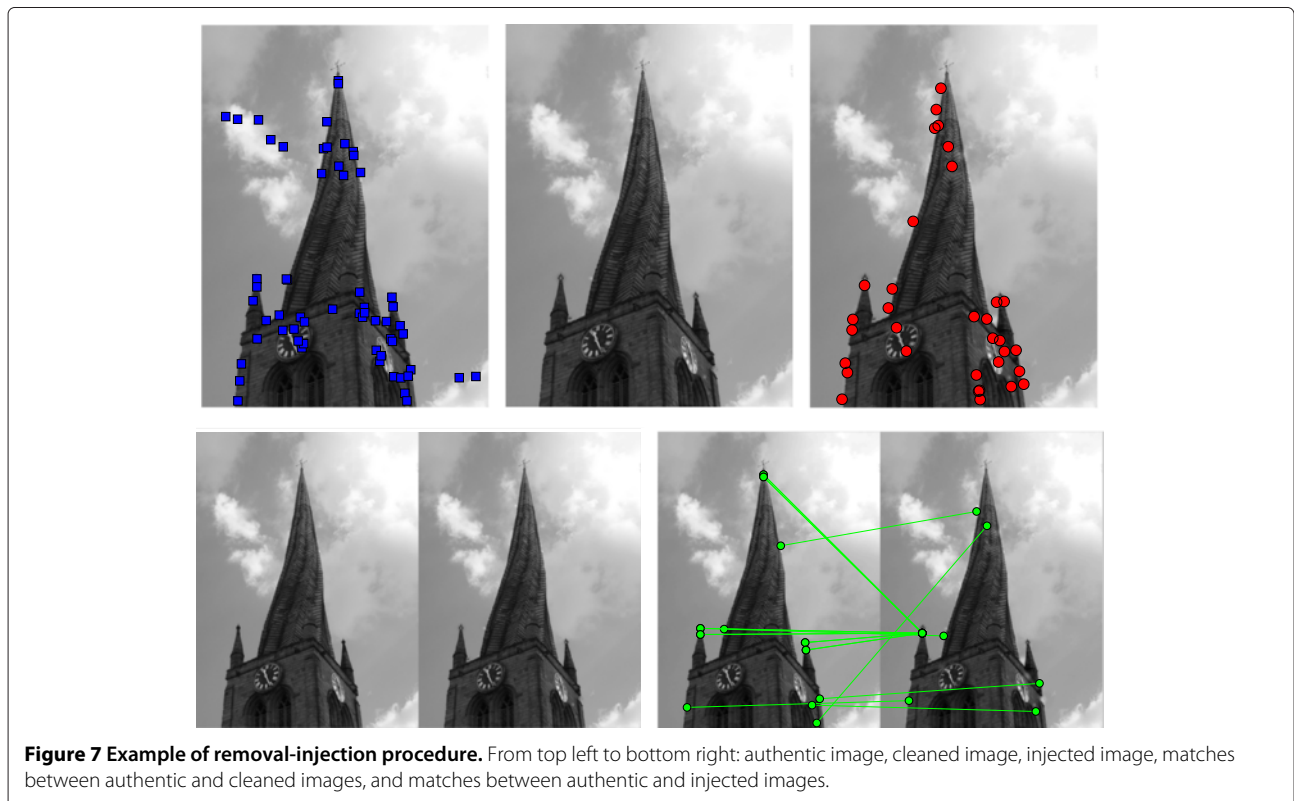 Figure 7 Example of removal-injection procedure. From top left to bottom right: authentic image, cleaned image, injected image, matches
between authentic and cleaned images, and matches between authentic and injected images.